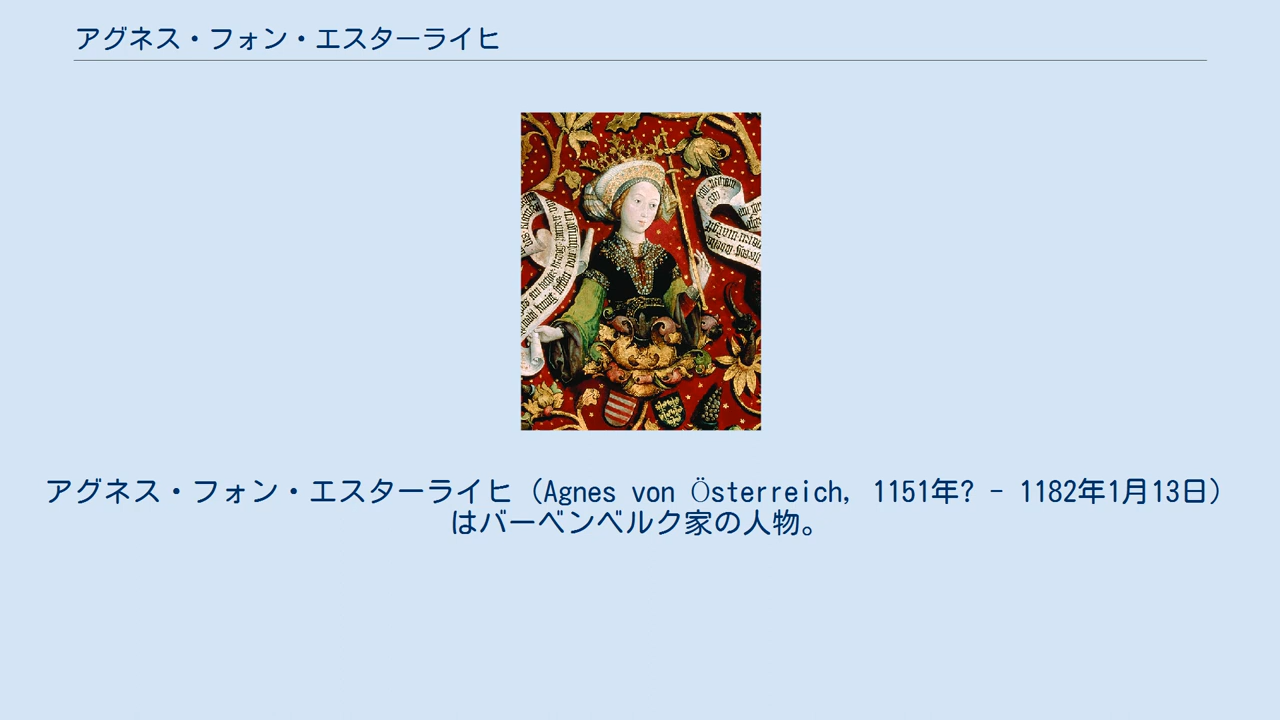 アグネス・フォン・エスターライヒ
アグネス・フォン・エスターライヒ（Agnes von Österreich, 1151年? - 1182年1月13日）
はバーベンベルク家の人物。